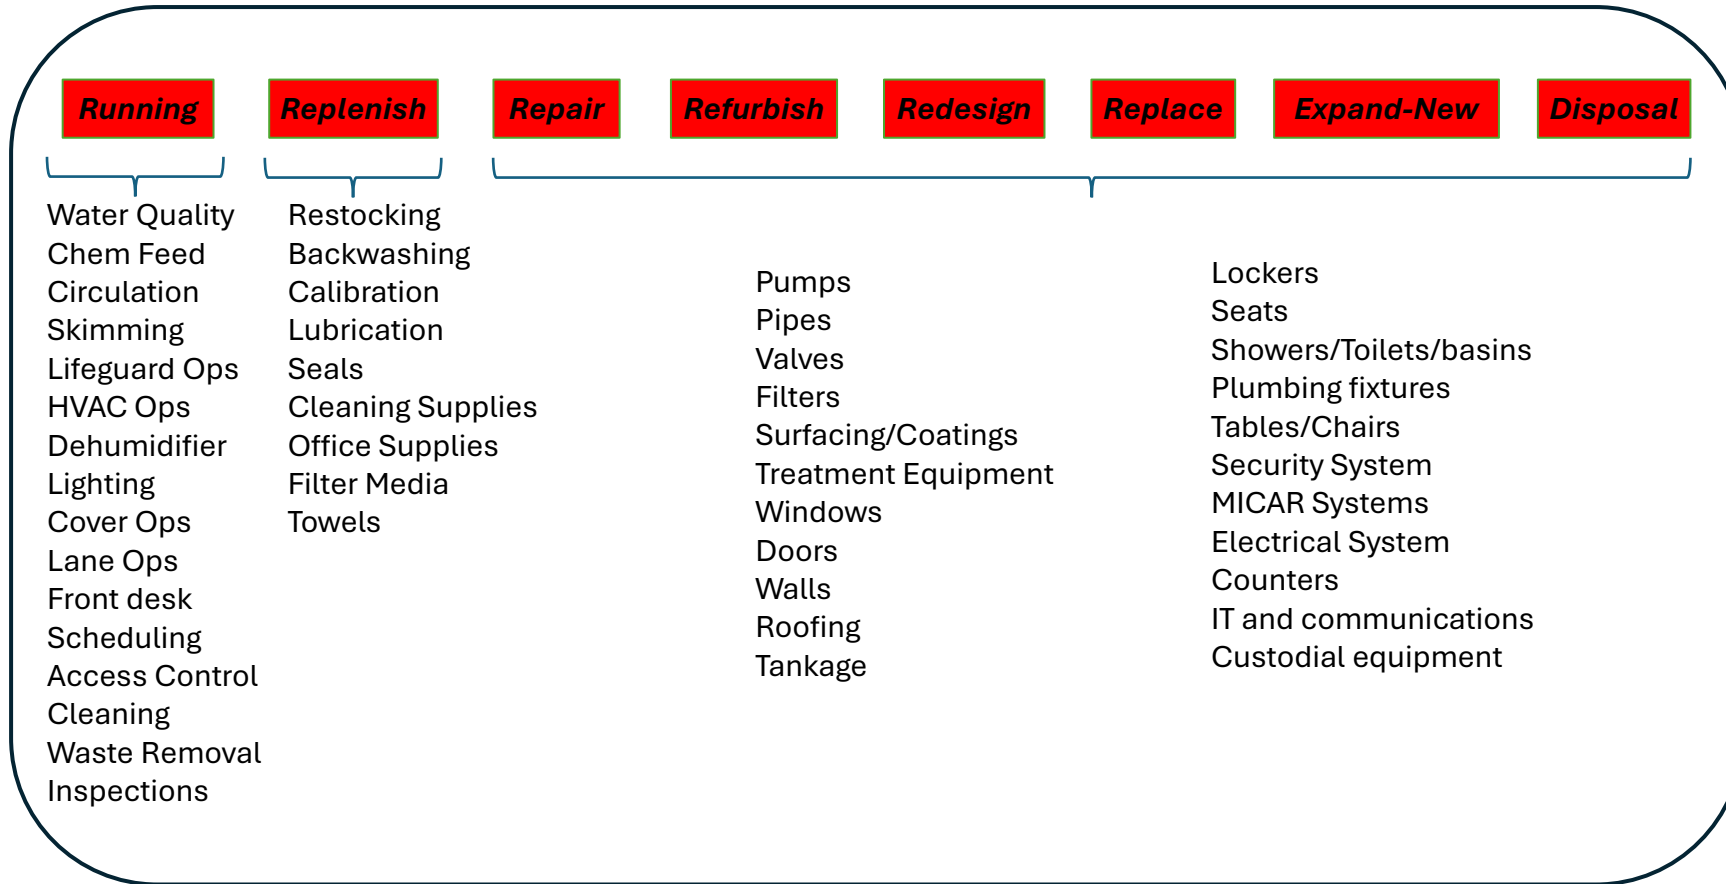 Running
Replenish
Repair
Refurbish
Redesign
Replace
Expand-New
Disposal
Water Quality
Chem Feed
Circulation
Skimming
Lifeguard Ops
HVAC Ops
Dehumidifier
Lighting
Cover Ops
Lane Ops
Front desk
Scheduling
Access Control
Cleaning
Waste Removal
Inspections
Restocking
Backwashing
Calibration
Lubrication
Seals
Cleaning Supplies
Office Supplies
Filter Media
Towels
Pumps
Pipes
Valves
Filters
Surfacing/Coatings
Treatment Equipment
Windows
Doors
Walls
Roofing
Tankage
Lockers
Seats
Showers/Toilets/basins
Plumbing fixtures
Tables/Chairs
Security System
MICAR Systems
Electrical System
Counters
IT and communications
Custodial equipment